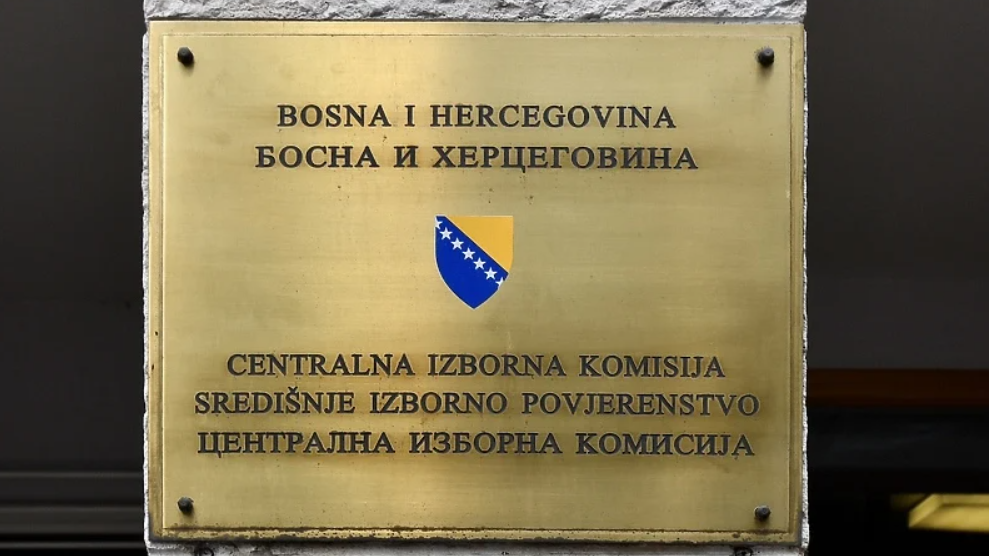 BOSNA I HERCEGOVINA
БОСНА И ХЕРЦЕГОВИНА
CENTRALNA IZBORNA KOMISIJA
SREDIŠNJE IZBORNO POVJERENSTVO
ЦЕНТРАЛНА ИЗБОРНА КОМИСИЈА